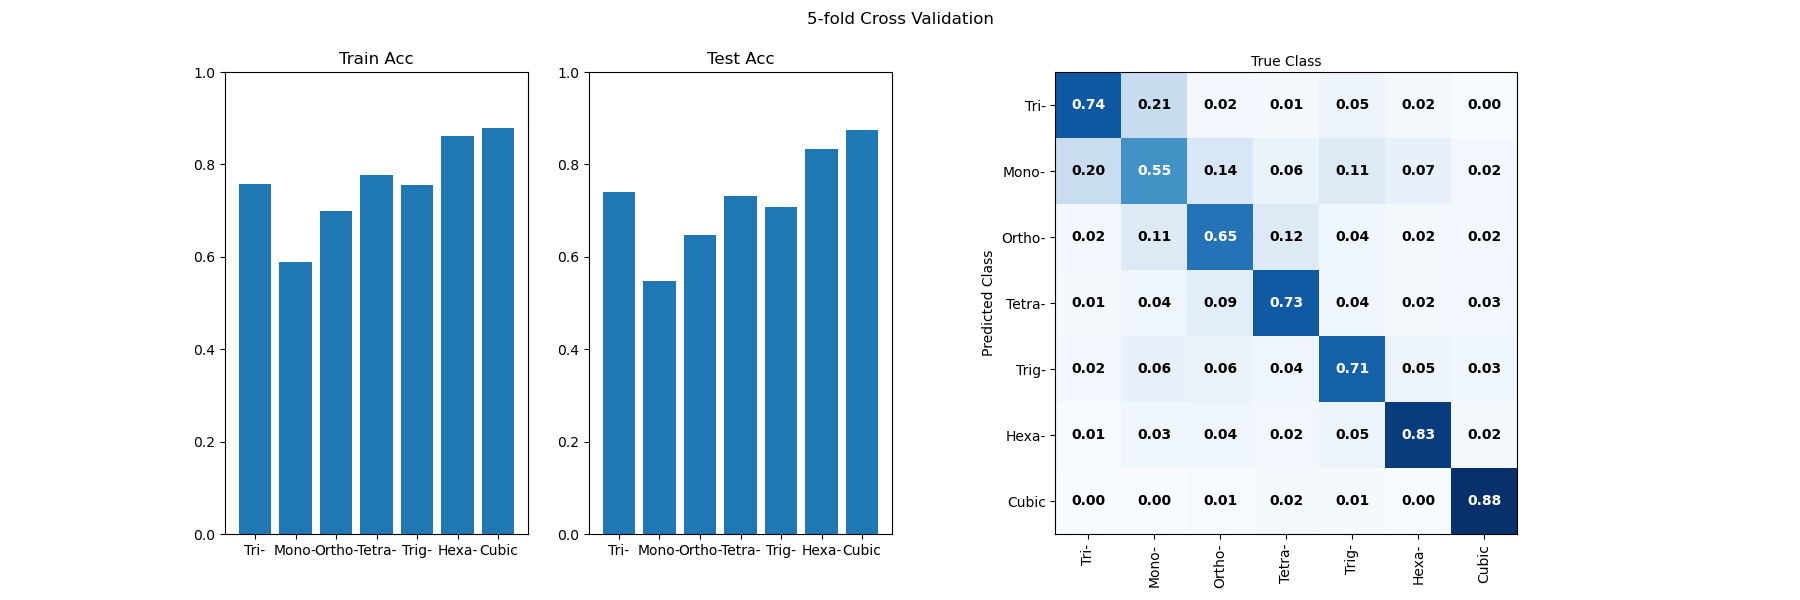 5-fold Cross Validation
Train Acc
1.0
0.8
0.6
0.4
0.2
0.0
Tri- Mono- Ortho- Tetra- Trig- Hexa- Cubic
Test Acc
1.0
0.8
0.6
0.4
0.2
0.0
Tri- Mono- Ortho- Tetra- Trig- Hexa- Cubic
True Class
Predicted Class
Tri- 0.74 0.21 0.02 0.01 0.05 0.02 0.00
Mono- 0.20 0.55 0.14 0.06 0.11 0.07 0.02
Ortho- 0.02 0.11 0.65 0.12 0.04 0.02 0.02
Tetra- 0.01 0.04 0.09 0.73 0.04 0.02 0.03
Trig- 0.02 0.06 0.06 0.04 0.71 0.05 0.03
Hexa- 0.01 0.03 0.04 0.02 0.05 0.83 0.02
Cubic 0.00 0.00 0.01 0.02 0.01 0.00 0.88
Tri- Mono- Ortho- Tetra- Trig- Hexa- Cubic